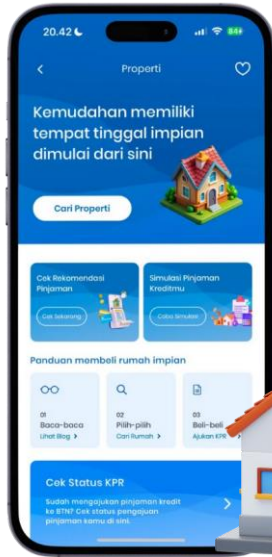 20.42
84
Properti
Kemudahan memiliki
tempat tinggal impian
dimulai dari sini
Cari Properti
Cek Rekomendasi
Pinjaman
Cek Sekarang
Simulasi Pinjaman
Kreditmu
Coba Simulasi
Panduan membeli rumah impian
01
Baca-baca
Lihat Blog >
02
Pilih-pilih
Cari Rumah >
03
Beli-beli
Ajukan KPR
Cek Status KPR
Sudah mengajukan pinjaman kredit
ke BTN? Cek status pengajuan
pinjaman kamu di sini.